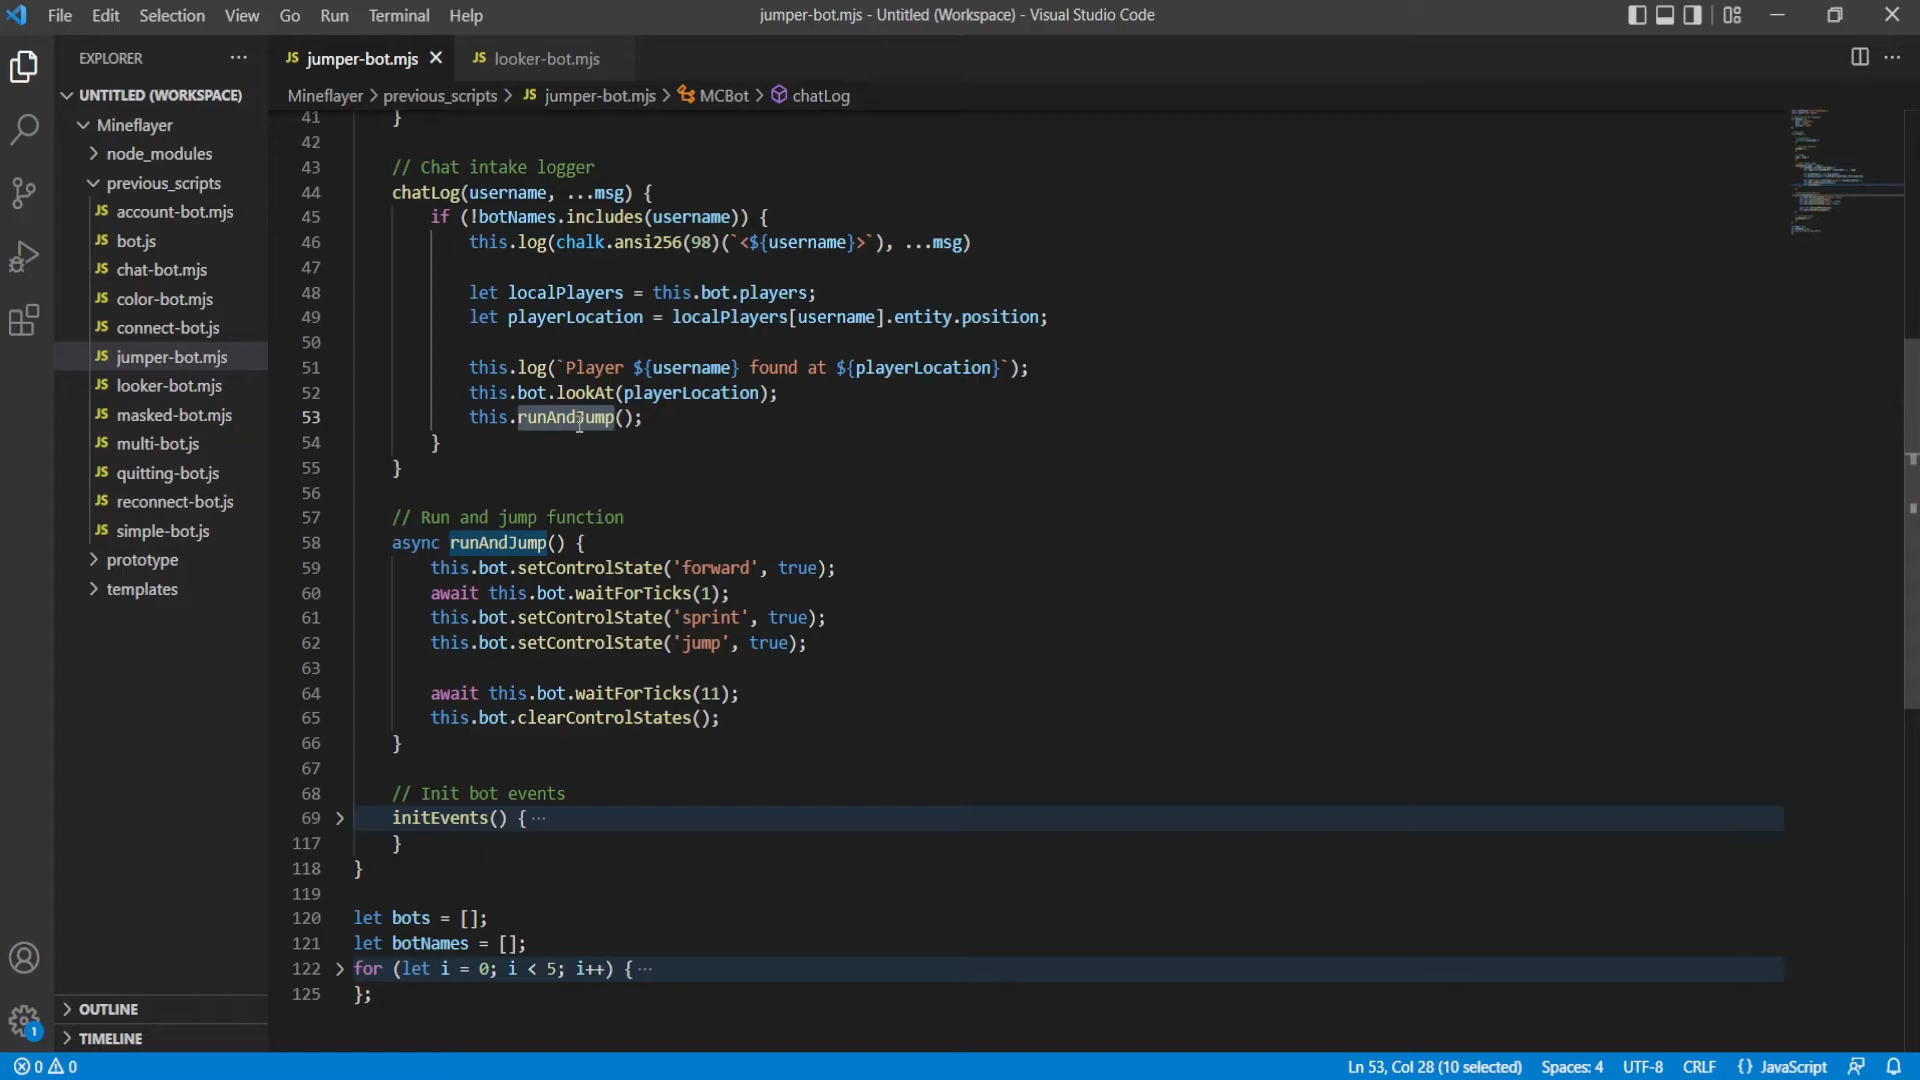 File Edit Selection View Go Run Terminal Help
jumper-bot.mjs - Untitled (Workspace) - Visual Studio Code
EXPLORER ···
JS jumper-bot.mjs ×
JS looker-bot.mjs
UNTITLED (WORKSPACE)
Mineflayer > previous_scripts > JS jumper-bot.mjs > MCBot > chatLog
Mineflayer
node_modules
previous_scripts
JS account-bot.mjs
JS bot.js
JS chat-bot.mjs
JS color-bot.mjs
JS connect-bot.js
JS jumper-bot.mjs
JS looker-bot.mjs
JS masked-bot.mjs
JS multi-bot.js
JS quitting-bot.js
JS reconnect-bot.js
JS simple-bot.js
prototype
templates
OUTLINE
TIMELINE
41 }
42
43 // Chat intake logger
44 chatLog(username, ...msg) {
45 if (!botNames.includes(username)) {
46 this.log(chalk.ansi256(98)(`<${username}>`), ...msg)
47
48 let localPlayers = this.bot.players;
49 let playerLocation = localPlayers[username].entity.position;
50
51 this.log(`Player ${username} found at ${playerLocation}`);
52 this.bot.lookAt(playerLocation);
53 this.runAndJump();
54 }
55 }
56
57 // Run and jump function
58 async runAndJump() {
59 this.bot.setControlState('forward', true);
60 await this.bot.waitForTicks(1);
61 this.bot.setControlState('sprint', true);
62 this.bot.setControlState('jump', true);
63
64 await this.bot.waitForTicks(11);
65 this.bot.clearControlStates();
66 }
67
68 // Init bot events
69 > initEvents() { ···
117 }
118 }
119
120 let bots = [];
121 let botNames = [];
122 > for (let i = 0; i < 5; i++) { ···
125 };
1
0 0
Ln 53, Col 28 (10 selected) Spaces: 4 UTF-8 CRLF {} JavaScript